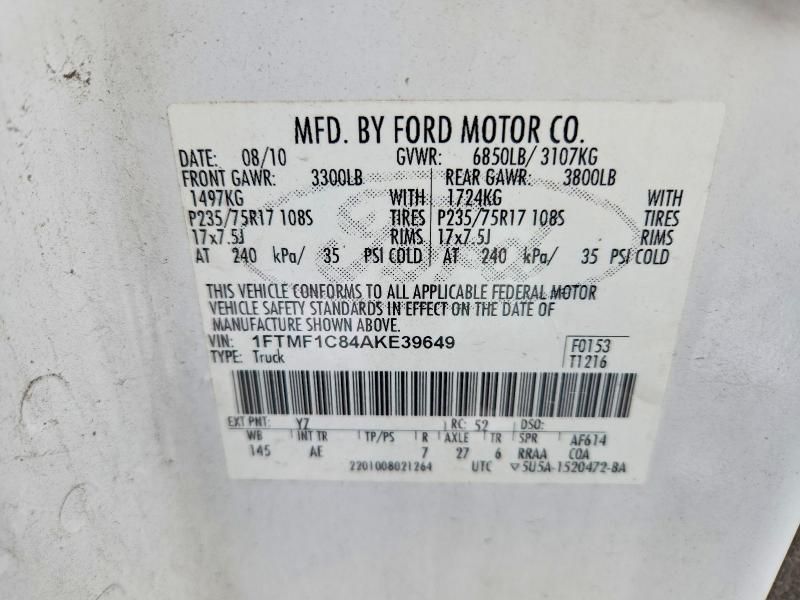 MFD. BY FORD MOTOR CO.
DATE: 08/10 GVWR: 6850LB/ 3107KG
FRONT GAWR: 3300LB REAR GAWR: 3800LB
1497KG WITH 1724KG WITH
P235/75R17 108S TIRES P235/75R17 108S TIRES
17x7.5J RIMS 17x7.5J RIMS
AT 240 kPa/ 35 PSI COLD AT 240 kPa/ 35 PSI COLD
Ford
THIS VEHICLE CONFORMS TO ALL APPLICABLE FEDERAL MOTOR
VEHICLE SAFETY STANDARDS IN EFFECT ON THE DATE OF
MANUFACTURE SHOWN ABOVE.
VIN: 1FTMF1C84AKE39649 F0153
TYPE: Truck T1216
EXT PNT: YZ RC: 52 DSO:
WB INT TR TP/PS R AXLE TR SPR AF614
145 AE 7 27 6 RRAA COA
2201008021264 UTC ▽5U5A-1520472-BA